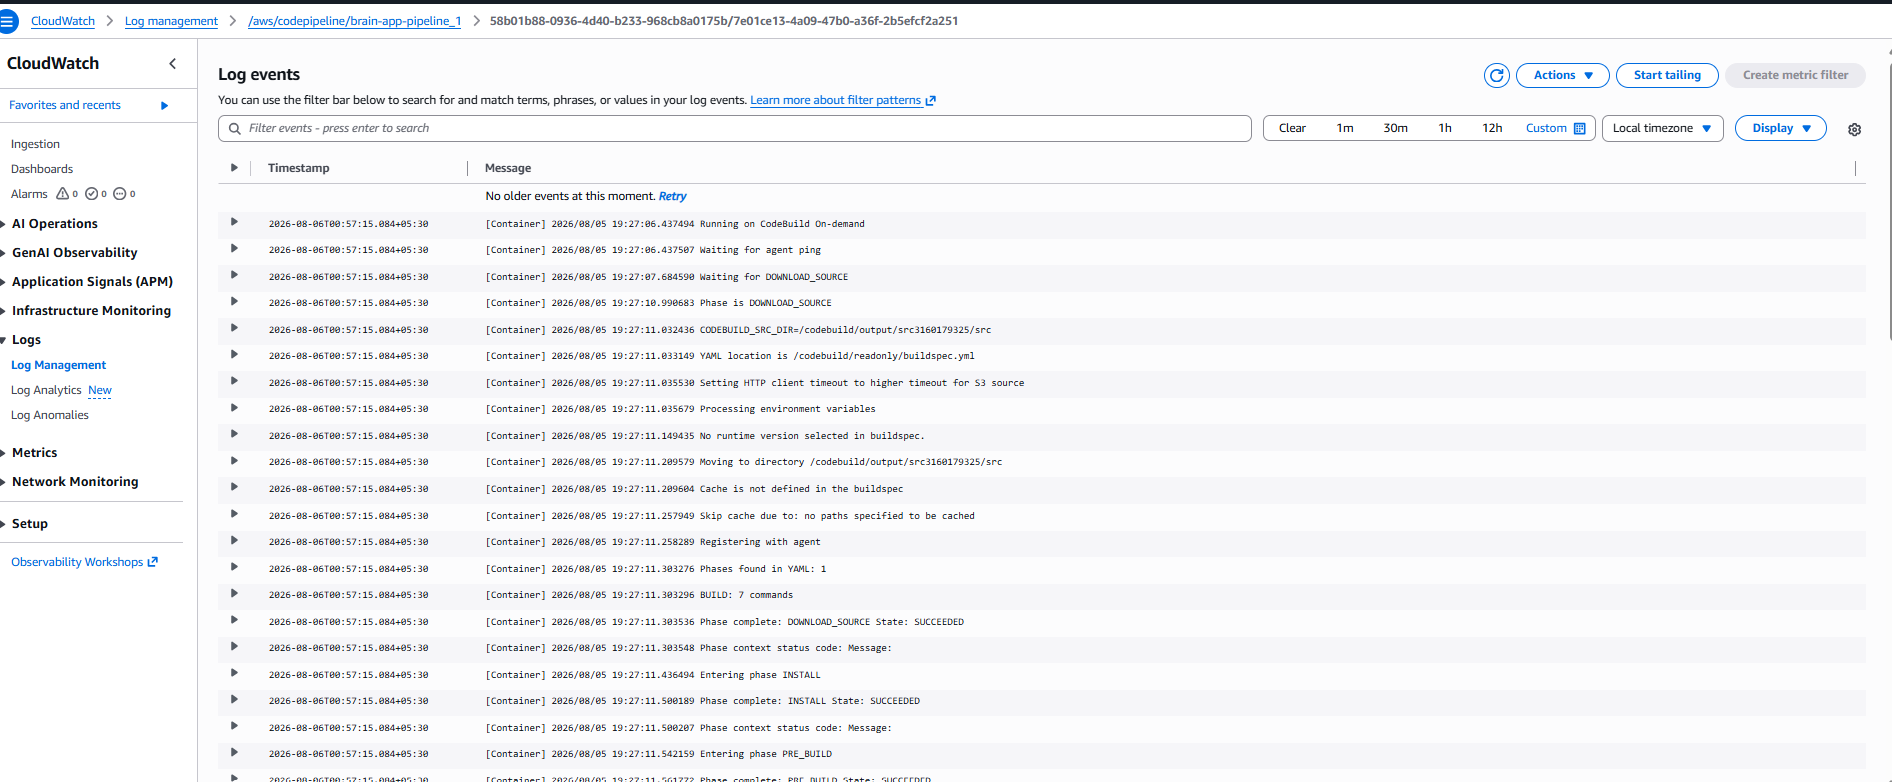 CloudWatch > Log management > /aws/codepipeline/brain-app-pipeline_1 > 58b01b88-0936-4d40-b233-968cb8a0175b/7e01ce13-4a09-47b0-a36f-2b5efcf2a251
CloudWatch
Favorites and recents
Ingestion
Dashboards
Alarms 0 0 0
AI Operations
GenAI Observability
Application Signals (APM)
Infrastructure Monitoring
Logs
Log Management
Log Analytics New
Log Anomalies
Metrics
Network Monitoring
Setup
Observability Workshops
Log events
Actions
Start tailing
Create metric filter
You can use the filter bar below to search for and match terms, phrases, or values in your log events. Learn more about filter patterns
Filter events - press enter to search
Clear 1m 30m 1h 12h Custom
Local timezone
Display
Timestamp Message
No older events at this moment. Retry
2026-08-06T00:57:15.084+05:30 [Container] 2026/08/05 19:27:06.437494 Running on CodeBuild On-demand
2026-08-06T00:57:15.084+05:30 [Container] 2026/08/05 19:27:06.437507 Waiting for agent ping
2026-08-06T00:57:15.084+05:30 [Container] 2026/08/05 19:27:07.684590 Waiting for DOWNLOAD_SOURCE
2026-08-06T00:57:15.084+05:30 [Container] 2026/08/05 19:27:10.990683 Phase is DOWNLOAD_SOURCE
2026-08-06T00:57:15.084+05:30 [Container] 2026/08/05 19:27:11.032436 CODEBUILD_SRC_DIR=/codebuild/output/src3160179325/src
2026-08-06T00:57:15.084+05:30 [Container] 2026/08/05 19:27:11.033149 YAML location is /codebuild/readonly/buildspec.yml
2026-08-06T00:57:15.084+05:30 [Container] 2026/08/05 19:27:11.035530 Setting HTTP client timeout to higher timeout for S3 source
2026-08-06T00:57:15.084+05:30 [Container] 2026/08/05 19:27:11.035679 Processing environment variables
2026-08-06T00:57:15.084+05:30 [Container] 2026/08/05 19:27:11.149435 No runtime version selected in buildspec.
2026-08-06T00:57:15.084+05:30 [Container] 2026/08/05 19:27:11.209579 Moving to directory /codebuild/output/src3160179325/src
2026-08-06T00:57:15.084+05:30 [Container] 2026/08/05 19:27:11.209604 Cache is not defined in the buildspec
2026-08-06T00:57:15.084+05:30 [Container] 2026/08/05 19:27:11.257949 Skip cache due to: no paths specified to be cached
2026-08-06T00:57:15.084+05:30 [Container] 2026/08/05 19:27:11.258289 Registering with agent
2026-08-06T00:57:15.084+05:30 [Container] 2026/08/05 19:27:11.303276 Phases found in YAML: 1
2026-08-06T00:57:15.084+05:30 [Container] 2026/08/05 19:27:11.303296 BUILD: 7 commands
2026-08-06T00:57:15.084+05:30 [Container] 2026/08/05 19:27:11.303536 Phase complete: DOWNLOAD_SOURCE State: SUCCEEDED
2026-08-06T00:57:15.084+05:30 [Container] 2026/08/05 19:27:11.303548 Phase context status code: Message:
2026-08-06T00:57:15.084+05:30 [Container] 2026/08/05 19:27:11.436494 Entering phase INSTALL
2026-08-06T00:57:15.084+05:30 [Container] 2026/08/05 19:27:11.500189 Phase complete: INSTALL State: SUCCEEDED
2026-08-06T00:57:15.084+05:30 [Container] 2026/08/05 19:27:11.500207 Phase context status code: Message:
2026-08-06T00:57:15.084+05:30 [Container] 2026/08/05 19:27:11.542159 Entering phase PRE_BUILD
2026-08-06T00:57:15.084+05:30 [Container] 2026/08/05 19:27:11.561772 Phase complete: PRE_BUILD State: SUCCEEDED